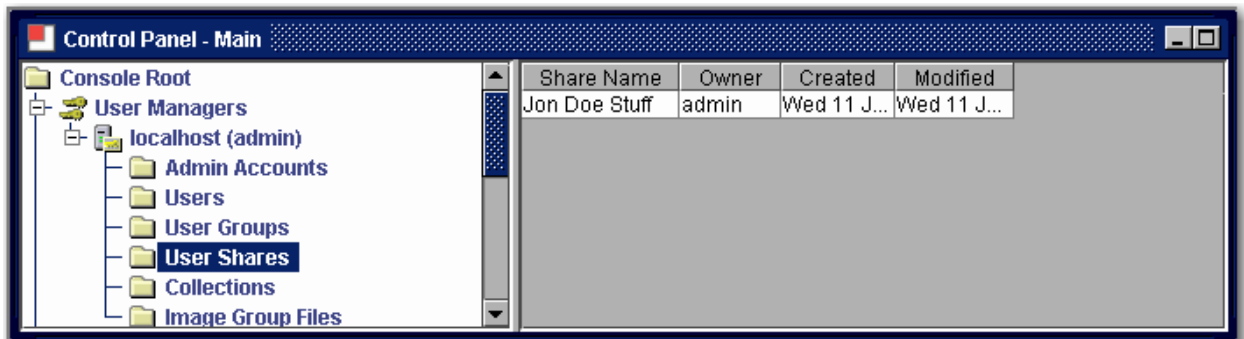 Control Panel - Main
Console Root
User Managers
localhost (admin)
Admin Accounts
Users
User Groups
User Shares
Collections
Image Group Files
Share Name Owner Created Modified
Jon Doe Stuff admin Wed 11 J... Wed 11 J...